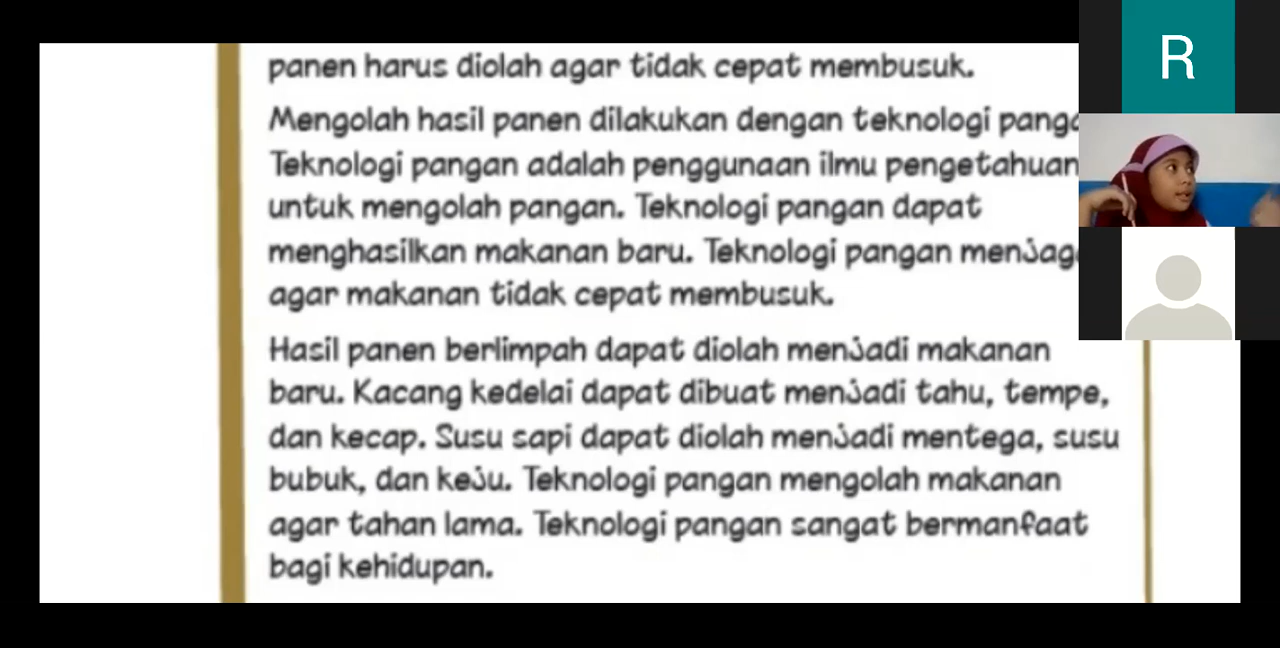 panen harus diolah agar tidak cepat membusuk.
Mengolah hasil panen dilakukan dengan teknologi
Teknologi pangan adalah penggunaan ilmu pengetahuan
untuk mengolah pangan. Teknologi pangan dapat
menghasilkan makanan baru. Teknologi pangan
agar makanan tidak cepat membusuk.
Hasil panen berlimpah dapat diolah menjadi makanan
baru. Kacang kedelai dapat dibuat menjadi tahu, tempe,
dan kecap. Susu sapi dapat diolah menjadi mentega, susu
bubuk, dan keju. Teknologi pangan mengolah makanan
agar tahan lama. Teknologi pangan sangat bermanfaat
bagi kehidupan.
R